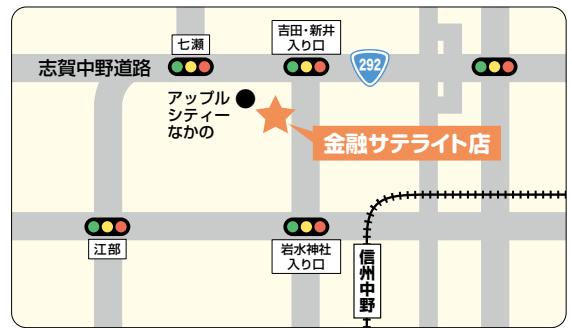 七瀬
吉田・新井
入り口
志賀中野道路
292
アップル
シティー
なかの
金融サテライト店
江部
岩水神社
入り口
信州中野